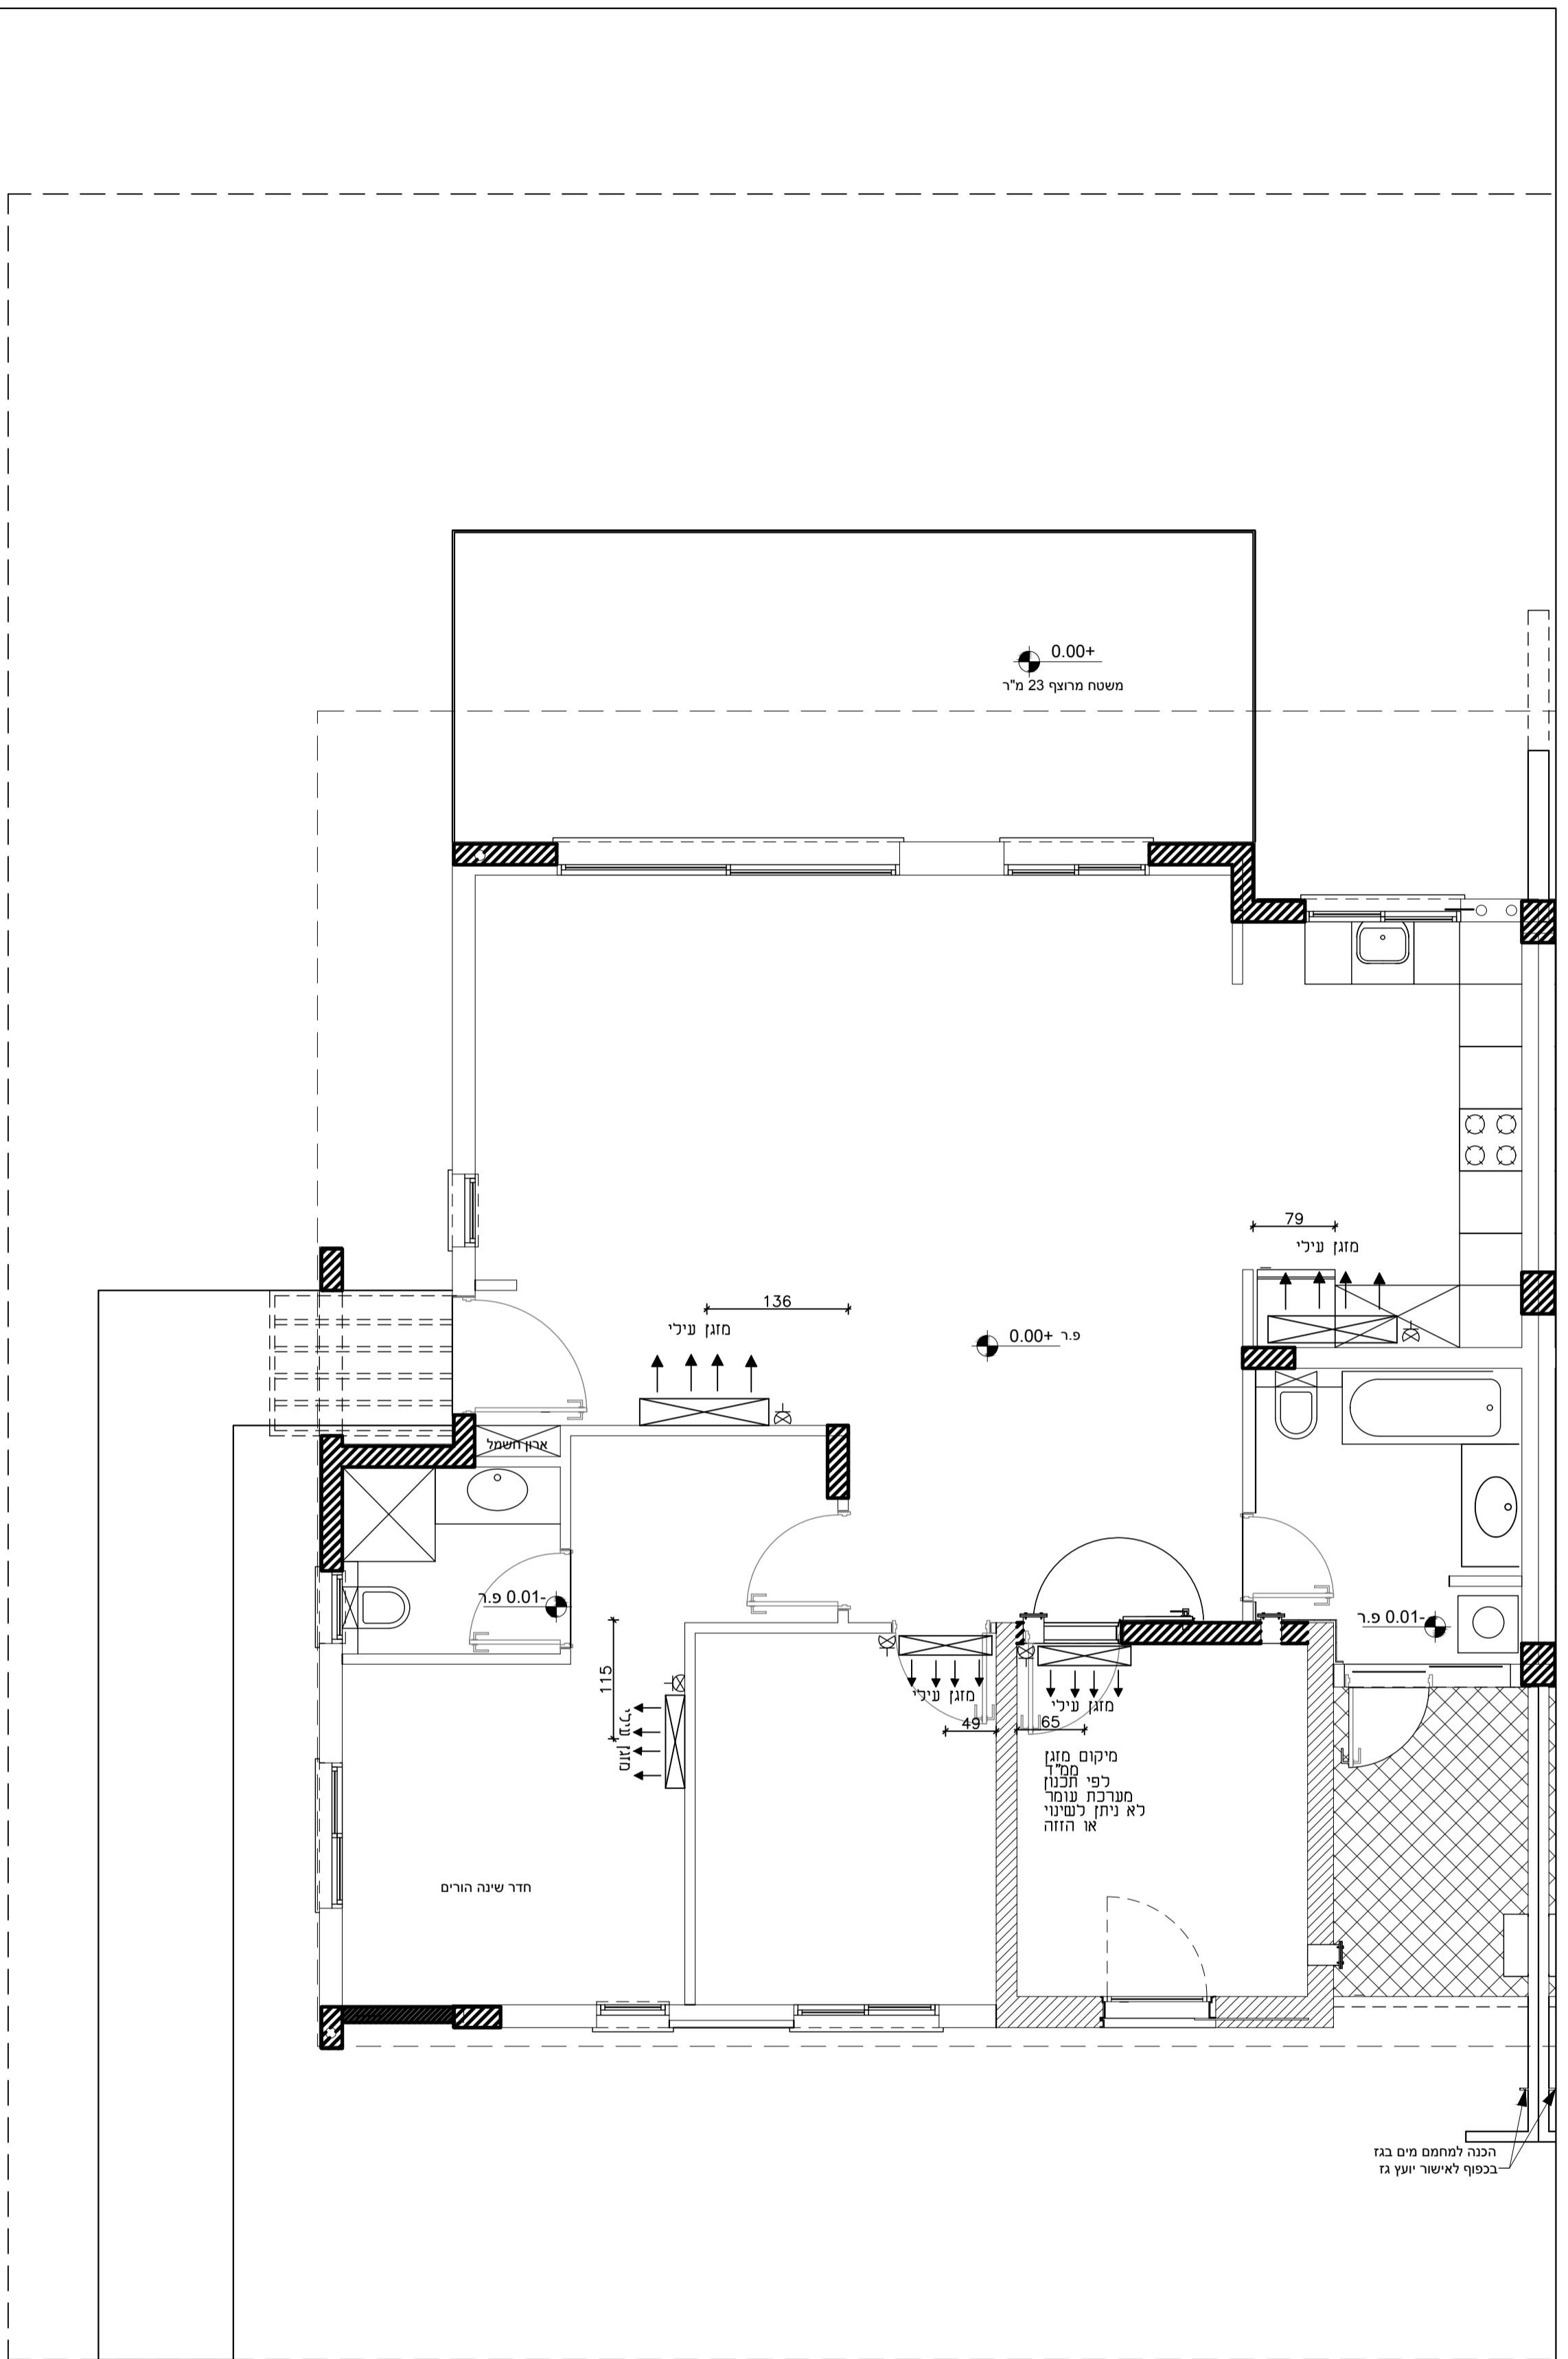 0.00+
משטח מרוצף 23 מ"ר
79
מזגן עילי
136
מזגן עילי
0.00+ פ.ר
ארון חשמל
-0.01 פ.ר
-0.01 פ.ר
115
מזגן עילי
מזגן עילי
49
מזגן עילי
65
מיקום מזגן
ממ"ד
לפי תכנון
מערכת עומר
לא ניתן לשינוי
או הזזה
חדר שינה הורים
הכנה למחמם מים בגז
בכפוף לאישור יועץ גז